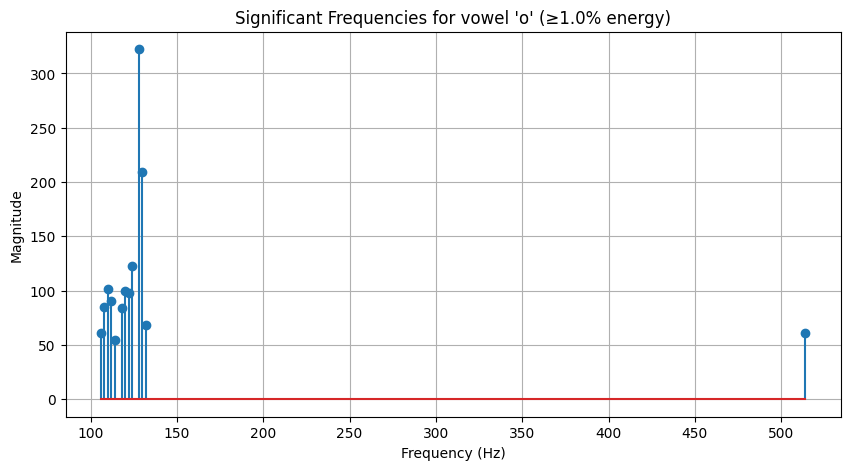 Significant Frequencies for vowel 'o' (≥1.0% energy)
300
250
200
150
100
50
0
Magnitude
100 150 200 250 300 350 400 450 500
Frequency (Hz)